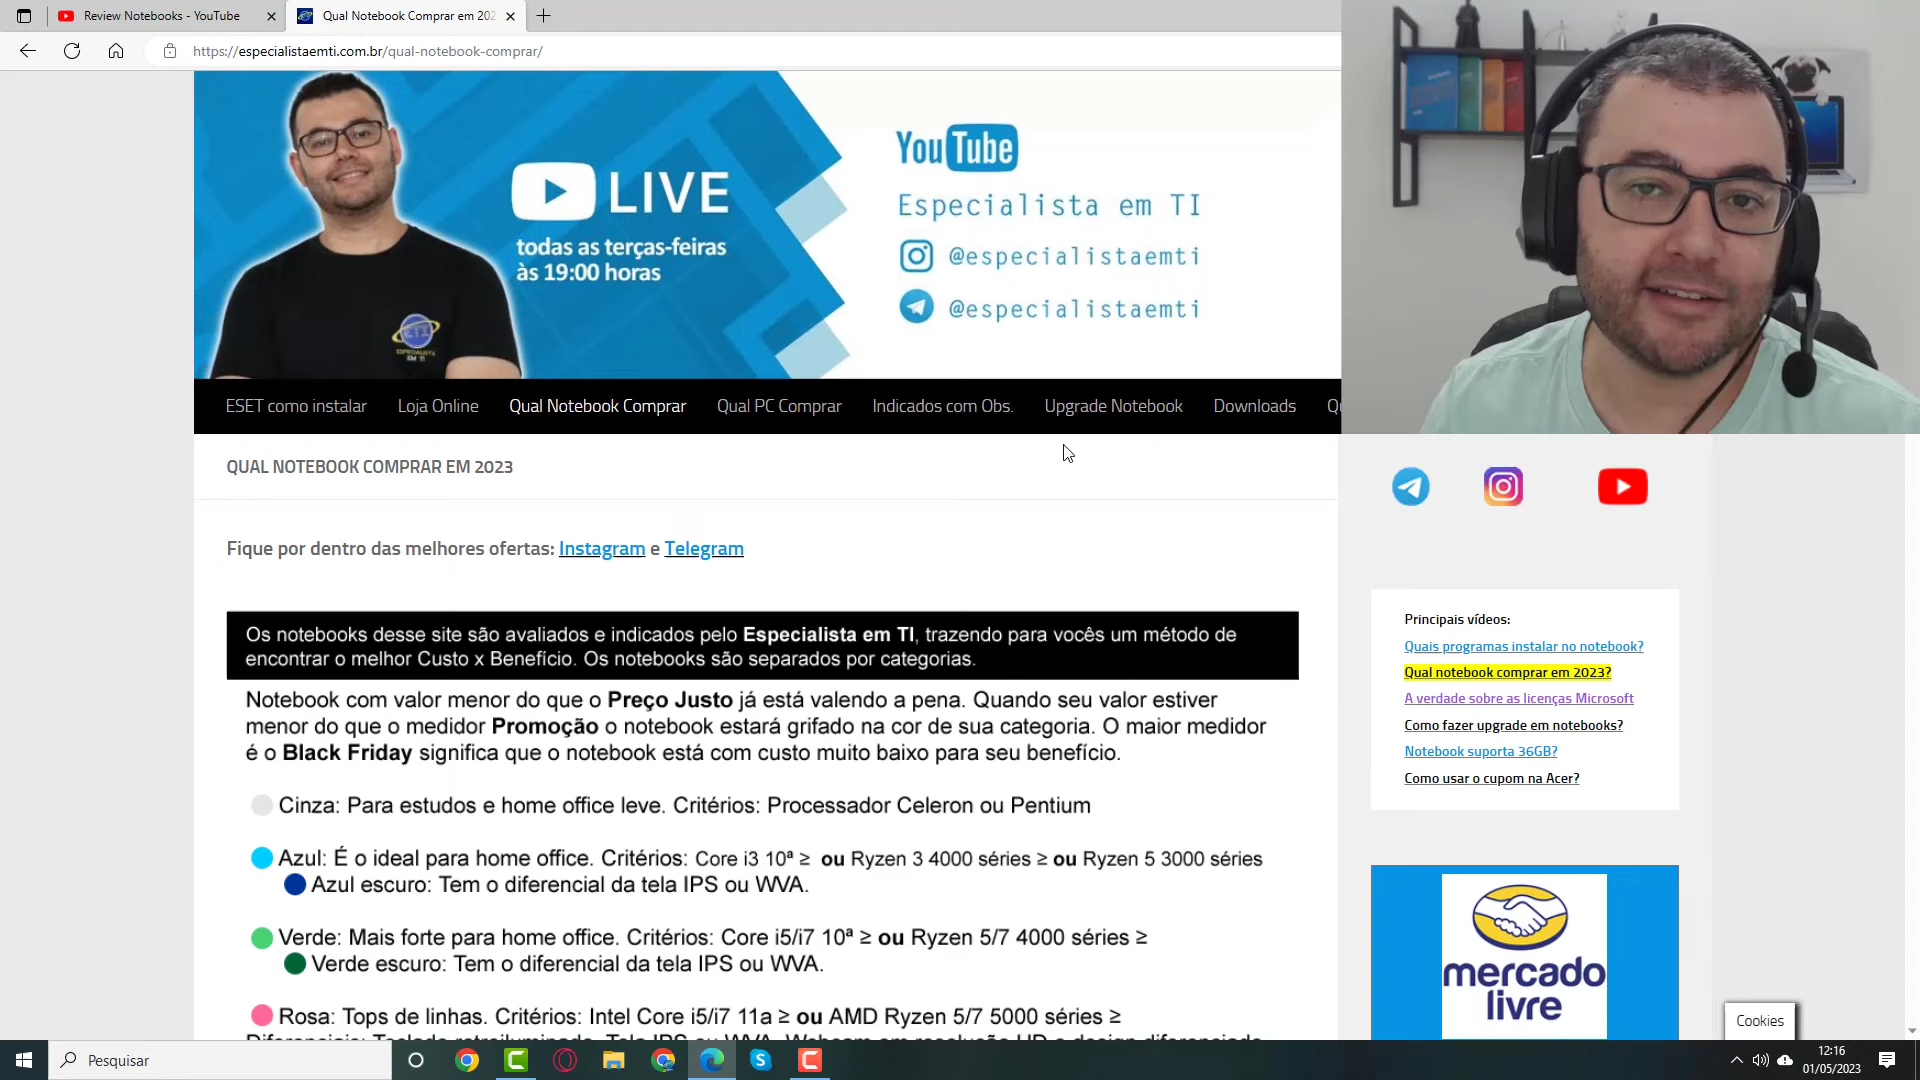 Review Notebooks - YouTube
Qual Notebook Comprar em 202
https://especialistaemti.com.br/qual-notebook-comprar/
LIVE
todas as terças-feiras
às 19:00 horas
YouTube
Especialista em TI
@especialistaemti
@especialistaemti
ESPECIALISTA
EM TI
ESET como instalar
Loja Online
Qual Notebook Comprar
Qual PC Comprar
Indicados com Obs.
Upgrade Notebook
Downloads
QUAL NOTEBOOK COMPRAR EM 2023
Fique por dentro das melhores ofertas: Instagram e Telegram
Os notebooks desse site são avaliados e indicados pelo Especialista em TI, trazendo para vocês um método de
encontrar o melhor Custo x Benefício. Os notebooks são separados por categorias.
Notebook com valor menor do que o Preço Justo já está valendo a pena. Quando seu valor estiver
menor do que o medidor Promoção o notebook estará grifado na cor de sua categoria. O maior medidor
é o Black Friday significa que o notebook está com custo muito baixo para seu benefício.
Cinza: Para estudos e home office leve. Critérios: Processador Celeron ou Pentium
Azul: É o ideal para home office. Critérios: Core i3 10ª ≥ ou Ryzen 3 4000 séries ≥ ou Ryzen 5 3000 séries
Azul escuro: Tem o diferencial da tela IPS ou WVA.
Verde: Mais forte para home office. Critérios: Core i5/i7 10ª ≥ ou Ryzen 5/7 4000 séries ≥
Verde escuro: Tem o diferencial da tela IPS ou WVA.
Rosa: Tops de linhas. Critérios: Intel Core i5/i7 11a ≥ ou AMD Ryzen 5/7 5000 séries ≥
Principais vídeos:
Quais programas instalar no notebook?
Qual notebook comprar em 2023?
A verdade sobre as licenças Microsoft
Como fazer upgrade em notebooks?
Notebook suporta 36GB?
Como usar o cupom na Acer?
mercado
livre
Cookies
Pesquisar
12:16
01/05/2023